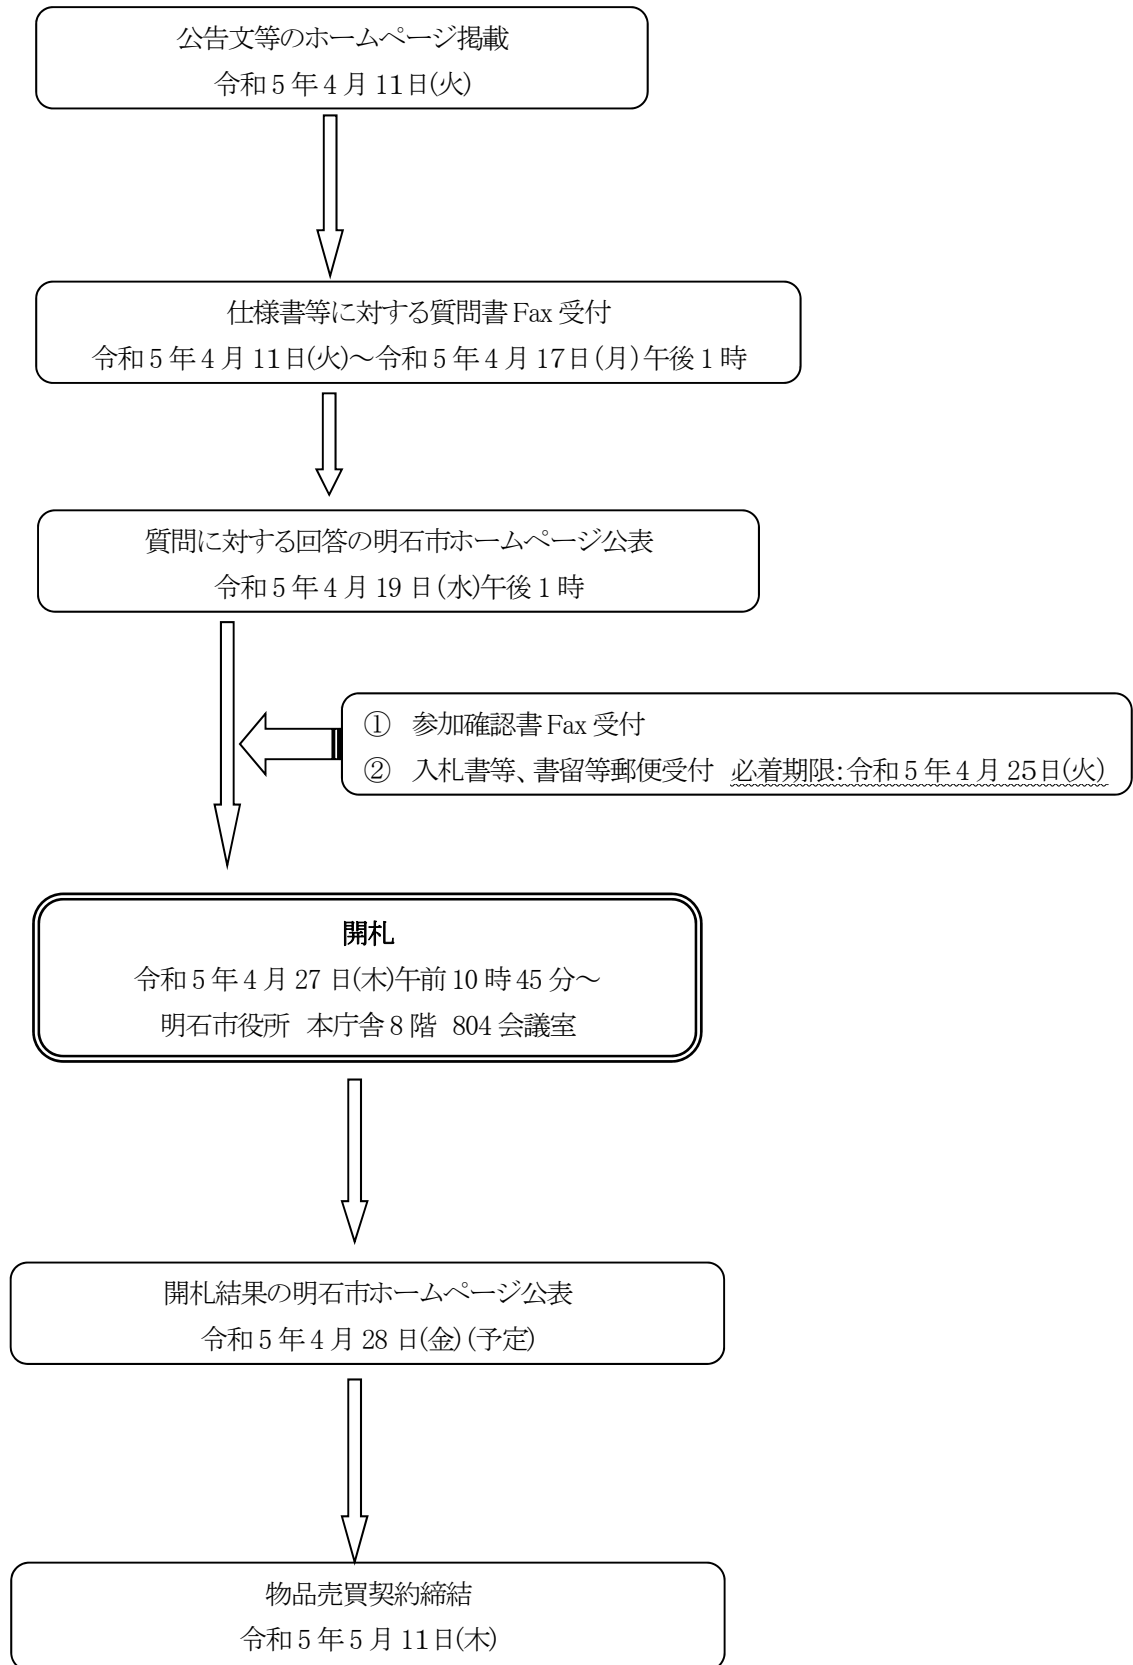 公告文等のホームページ掲載
令和5年4月11日(火)
仕様書等に対する質問書Fax受付
令和5年4月11日(火)～令和5年4月17日(月)午後1時
質問に対する回答の明石市ホームページ公表
令和5年4月19日(水)午後1時
① 参加確認書Fax受付
② 入札書等、書留等郵便受付 必着期限：令和5年4月25日(火)
開札
令和5年4月27日(木)午前10時45分～
明石市役所 本庁舎8階 804会議室
開札結果の明石市ホームページ公表
令和5年4月28日(金)(予定)
物品売買契約締結
令和5年5月11日(木)